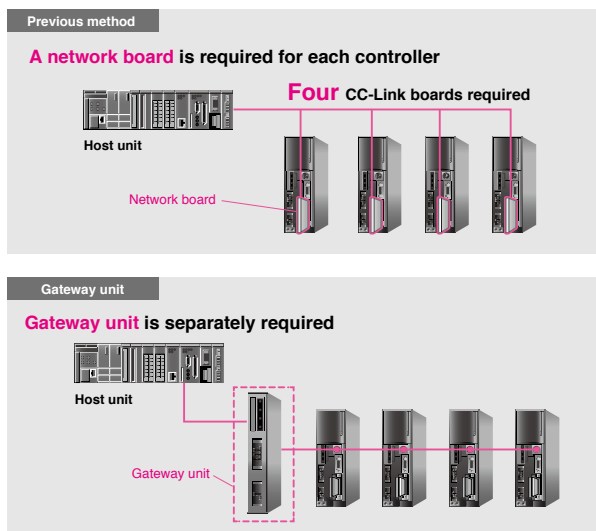 Previous method
A network board is required for each controller
Four CC-Link boards required
Host unit
Network board
Gateway unit
Gateway unit is separately required
Host unit
Gateway unit